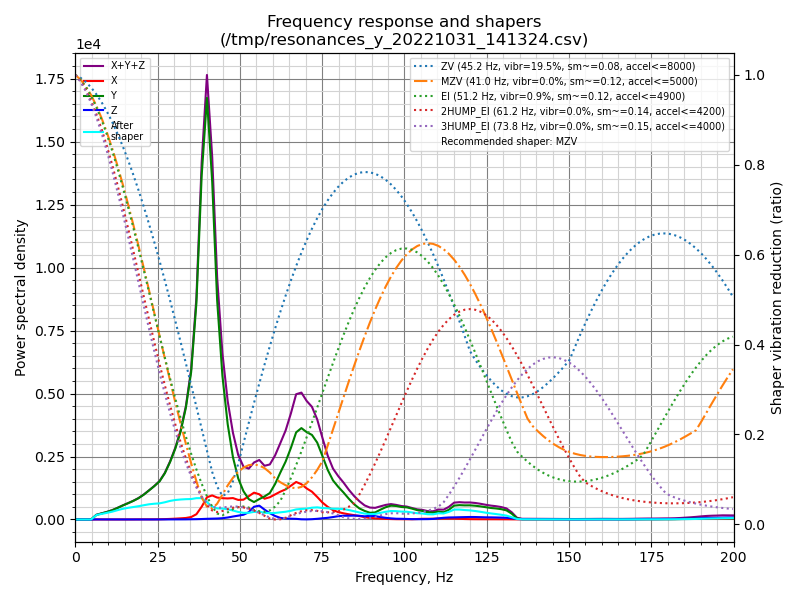 Frequency response and shapers
(/tmp/resonances_y_20221031_141324.csv)
1e4
X+Y+Z
X
Y
Z
After
shaper
ZV (45.2 Hz, vibr=19.5%, sm~=0.08, accel<=8000)
MZV (41.0 Hz, vibr=0.0%, sm~=0.12, accel<=5000)
EI (51.2 Hz, vibr=0.9%, sm~=0.12, accel<=4900)
2HUMP_EI (61.2 Hz, vibr=0.0%, sm~=0.14, accel<=4200)
3HUMP_EI (73.8 Hz, vibr=0.0%, sm~=0.15, accel<=4000)
Recommended shaper: MZV
1.75
1.50
1.25
1.00
0.75
0.50
0.25
0.00
Power spectral density
1.0
0.8
0.6
0.4
0.2
0.0
Shaper vibration reduction (ratio)
0 25 50 75 100 125 150 175 200
Frequency, Hz